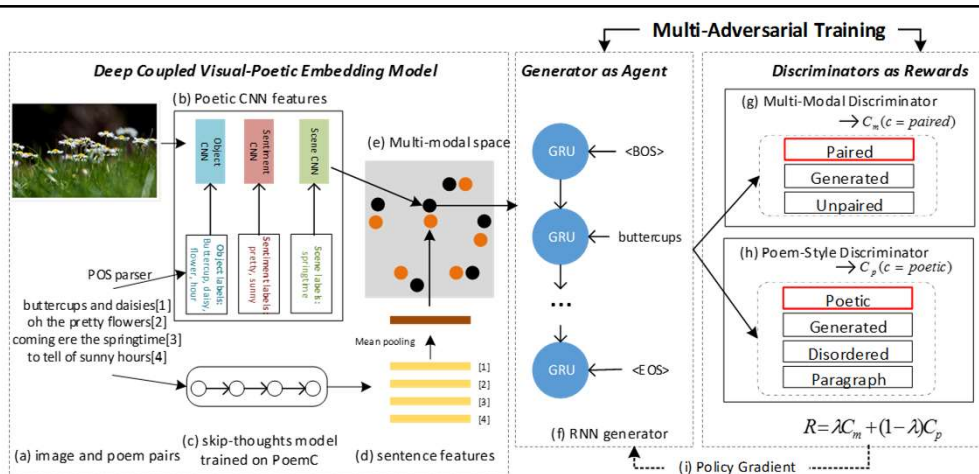 Multi-Adversarial Training
Deep Coupled Visual-Poetic Embedding Model
(b) Poetic CNN features
Object CNN
Sentiment CNN
Scene CNN
Object labels: Buttercup, daisy, flower, hour
Sentiment labels: pretty, sunny
Scene labels: springtime
POS parser
buttercups and daisies[1]
oh the pretty flowers[2]
coming ere the springtime[3]
to tell of sunny hours[4]
(a) image and poem pairs
(c) skip-thoughts model
trained on PoemC
(e) Multi-modal space
Mean pooling
[1]
[2]
[3]
[4]
(d) sentence features
Generator as Agent
GRU
<BOS>
GRU
buttercups
...
GRU
<EOS>
(f) RNN generator
Discriminators as Rewards
(g) Multi-Modal Discriminator
→ Cm(c = paired)
Paired
Generated
Unpaired
(h) Poem-Style Discriminator
→ Cp(c = poetic)
Poetic
Generated
Disordered
Paragraph
R = λCm + (1−λ)Cp
(i) Policy Gradient